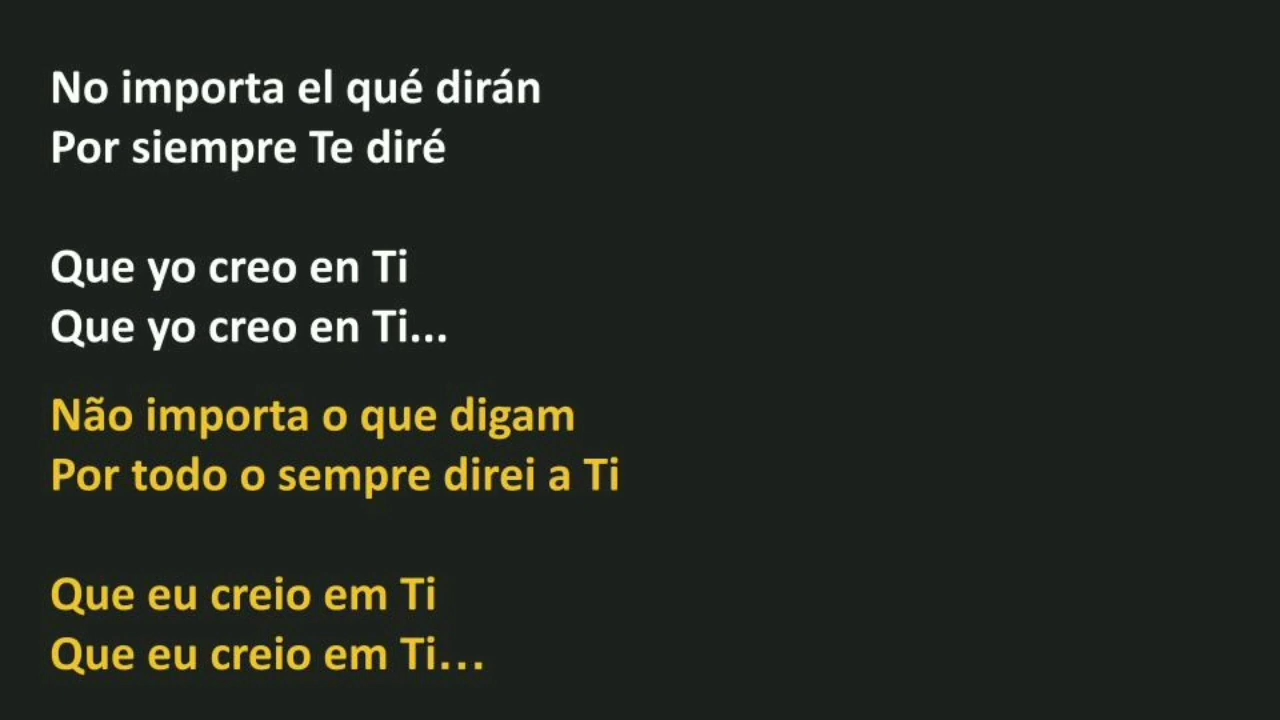 No importa el qué dirán
Por siempre Te diré
Que yo creo en Ti
Que yo creo en Ti...
Não importa o que digam
Por todo o sempre direi a Ti
Que eu creio em Ti
Que eu creio em Ti...